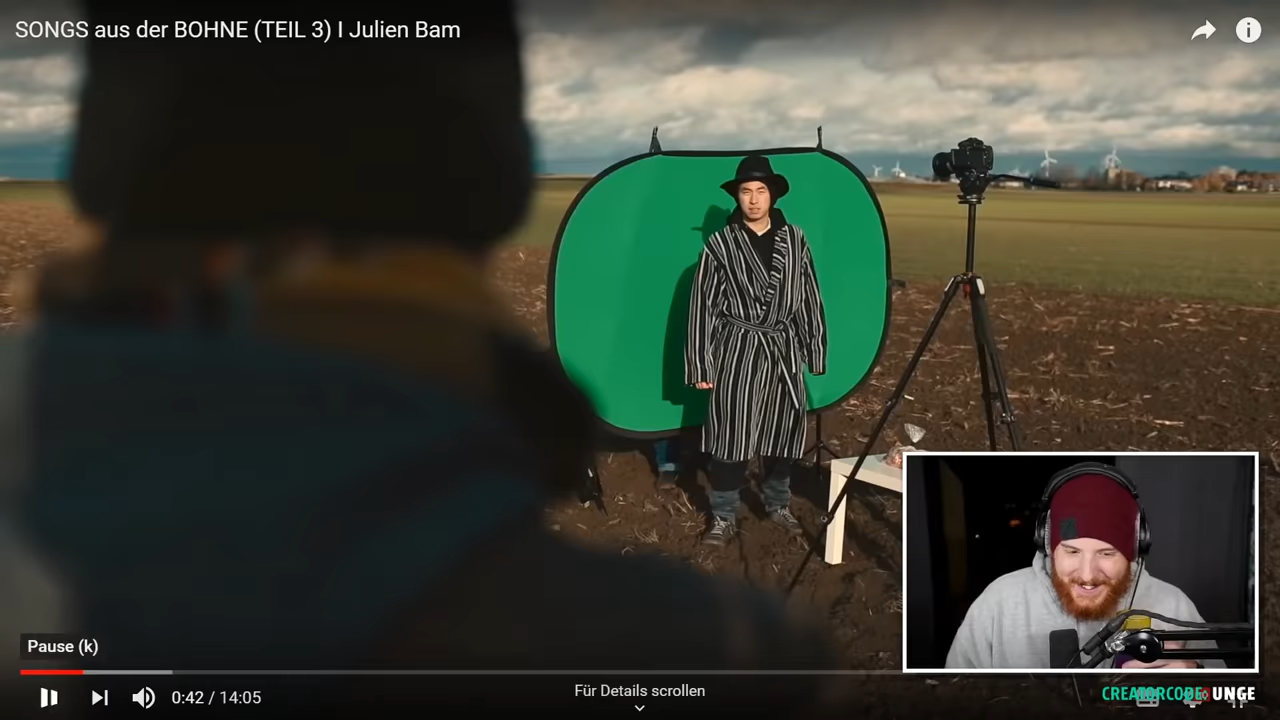 SONGS aus der BOHNE (TEIL 3) I Julien Bam
Pause (k)
0:42 / 14:05
Für Details scrollen
CREATORCODE: UNGE